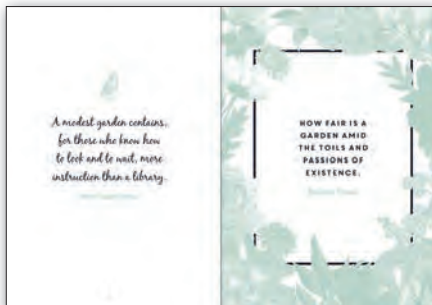 A modest garden contains,
for those who know how
to look and to wait, more
instruction than a library.
HOW FAIR IS A
GARDEN AMID
THE TOILS AND
PASSIONS OF
EXISTENCE.